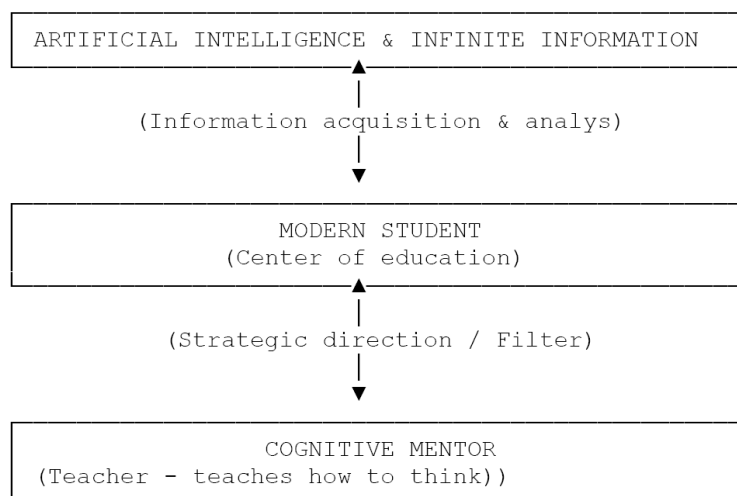 ARTIFICIAL INTELLIGENCE & INFINITE INFORMATION
(Information acquisition & analys)
MODERN STUDENT
(Center of education)
(Strategic direction / Filter)
COGNITIVE MENTOR
(Teacher - teaches how to think))